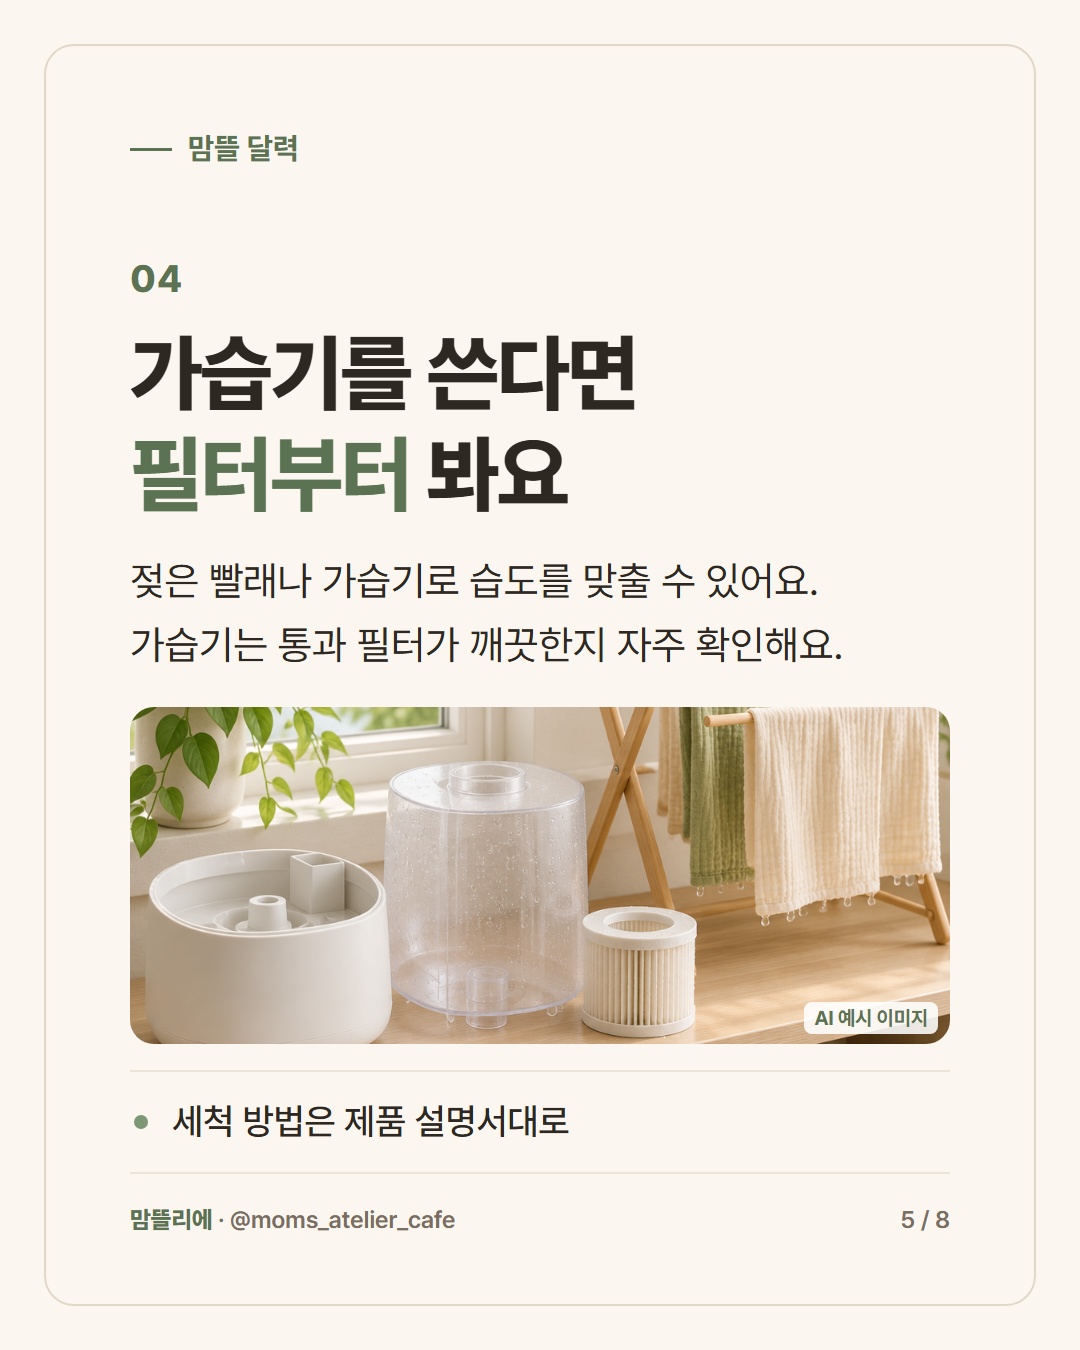 맘뜰 달력
04
가습기를 쓴다면
필터부터 봐요
젖은 빨래나 가습기로 습도를 맞출 수 있어요.
가습기는 통과 필터가 깨끗한지 자주 확인해요.
AI 예시 이미지
세척 방법은 제품 설명서대로
맘뜰리에 · @moms_atelier_cafe
5 / 8